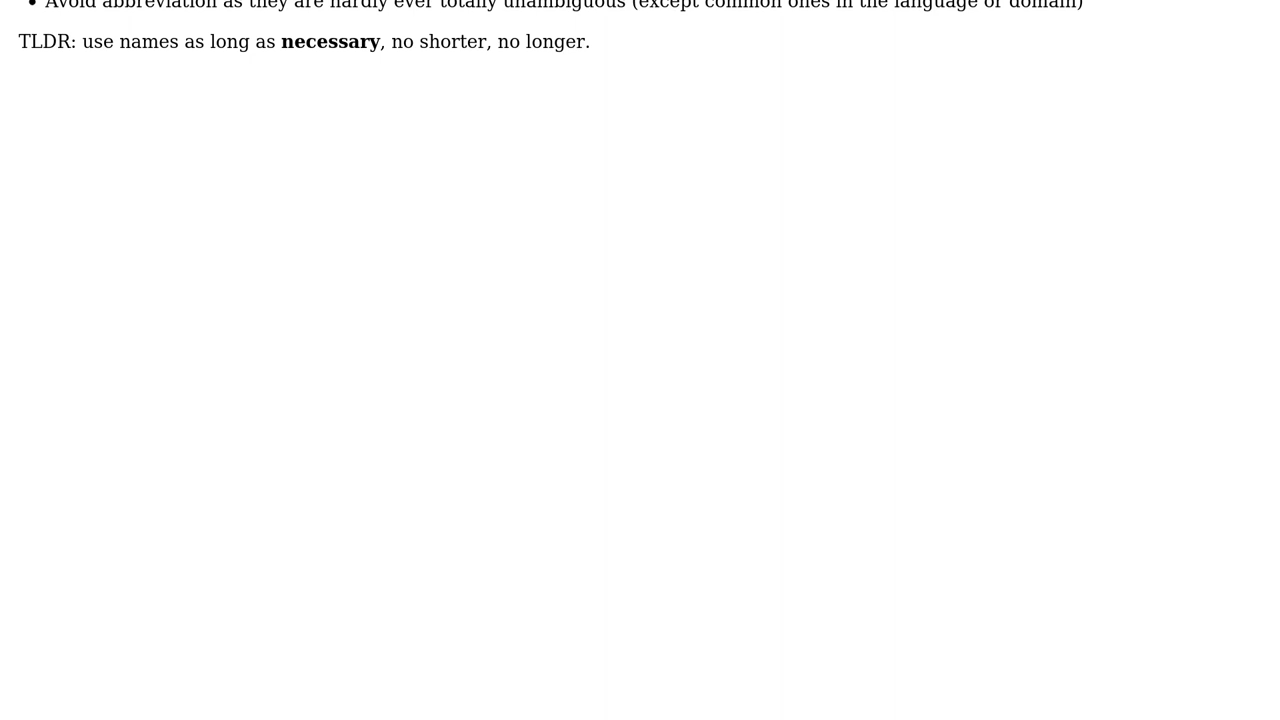 • Avoid abbreviation as they are hardly ever totally unambiguous (except common ones in the language or domain)
TLDR: use names as long as necessary, no shorter, no longer.